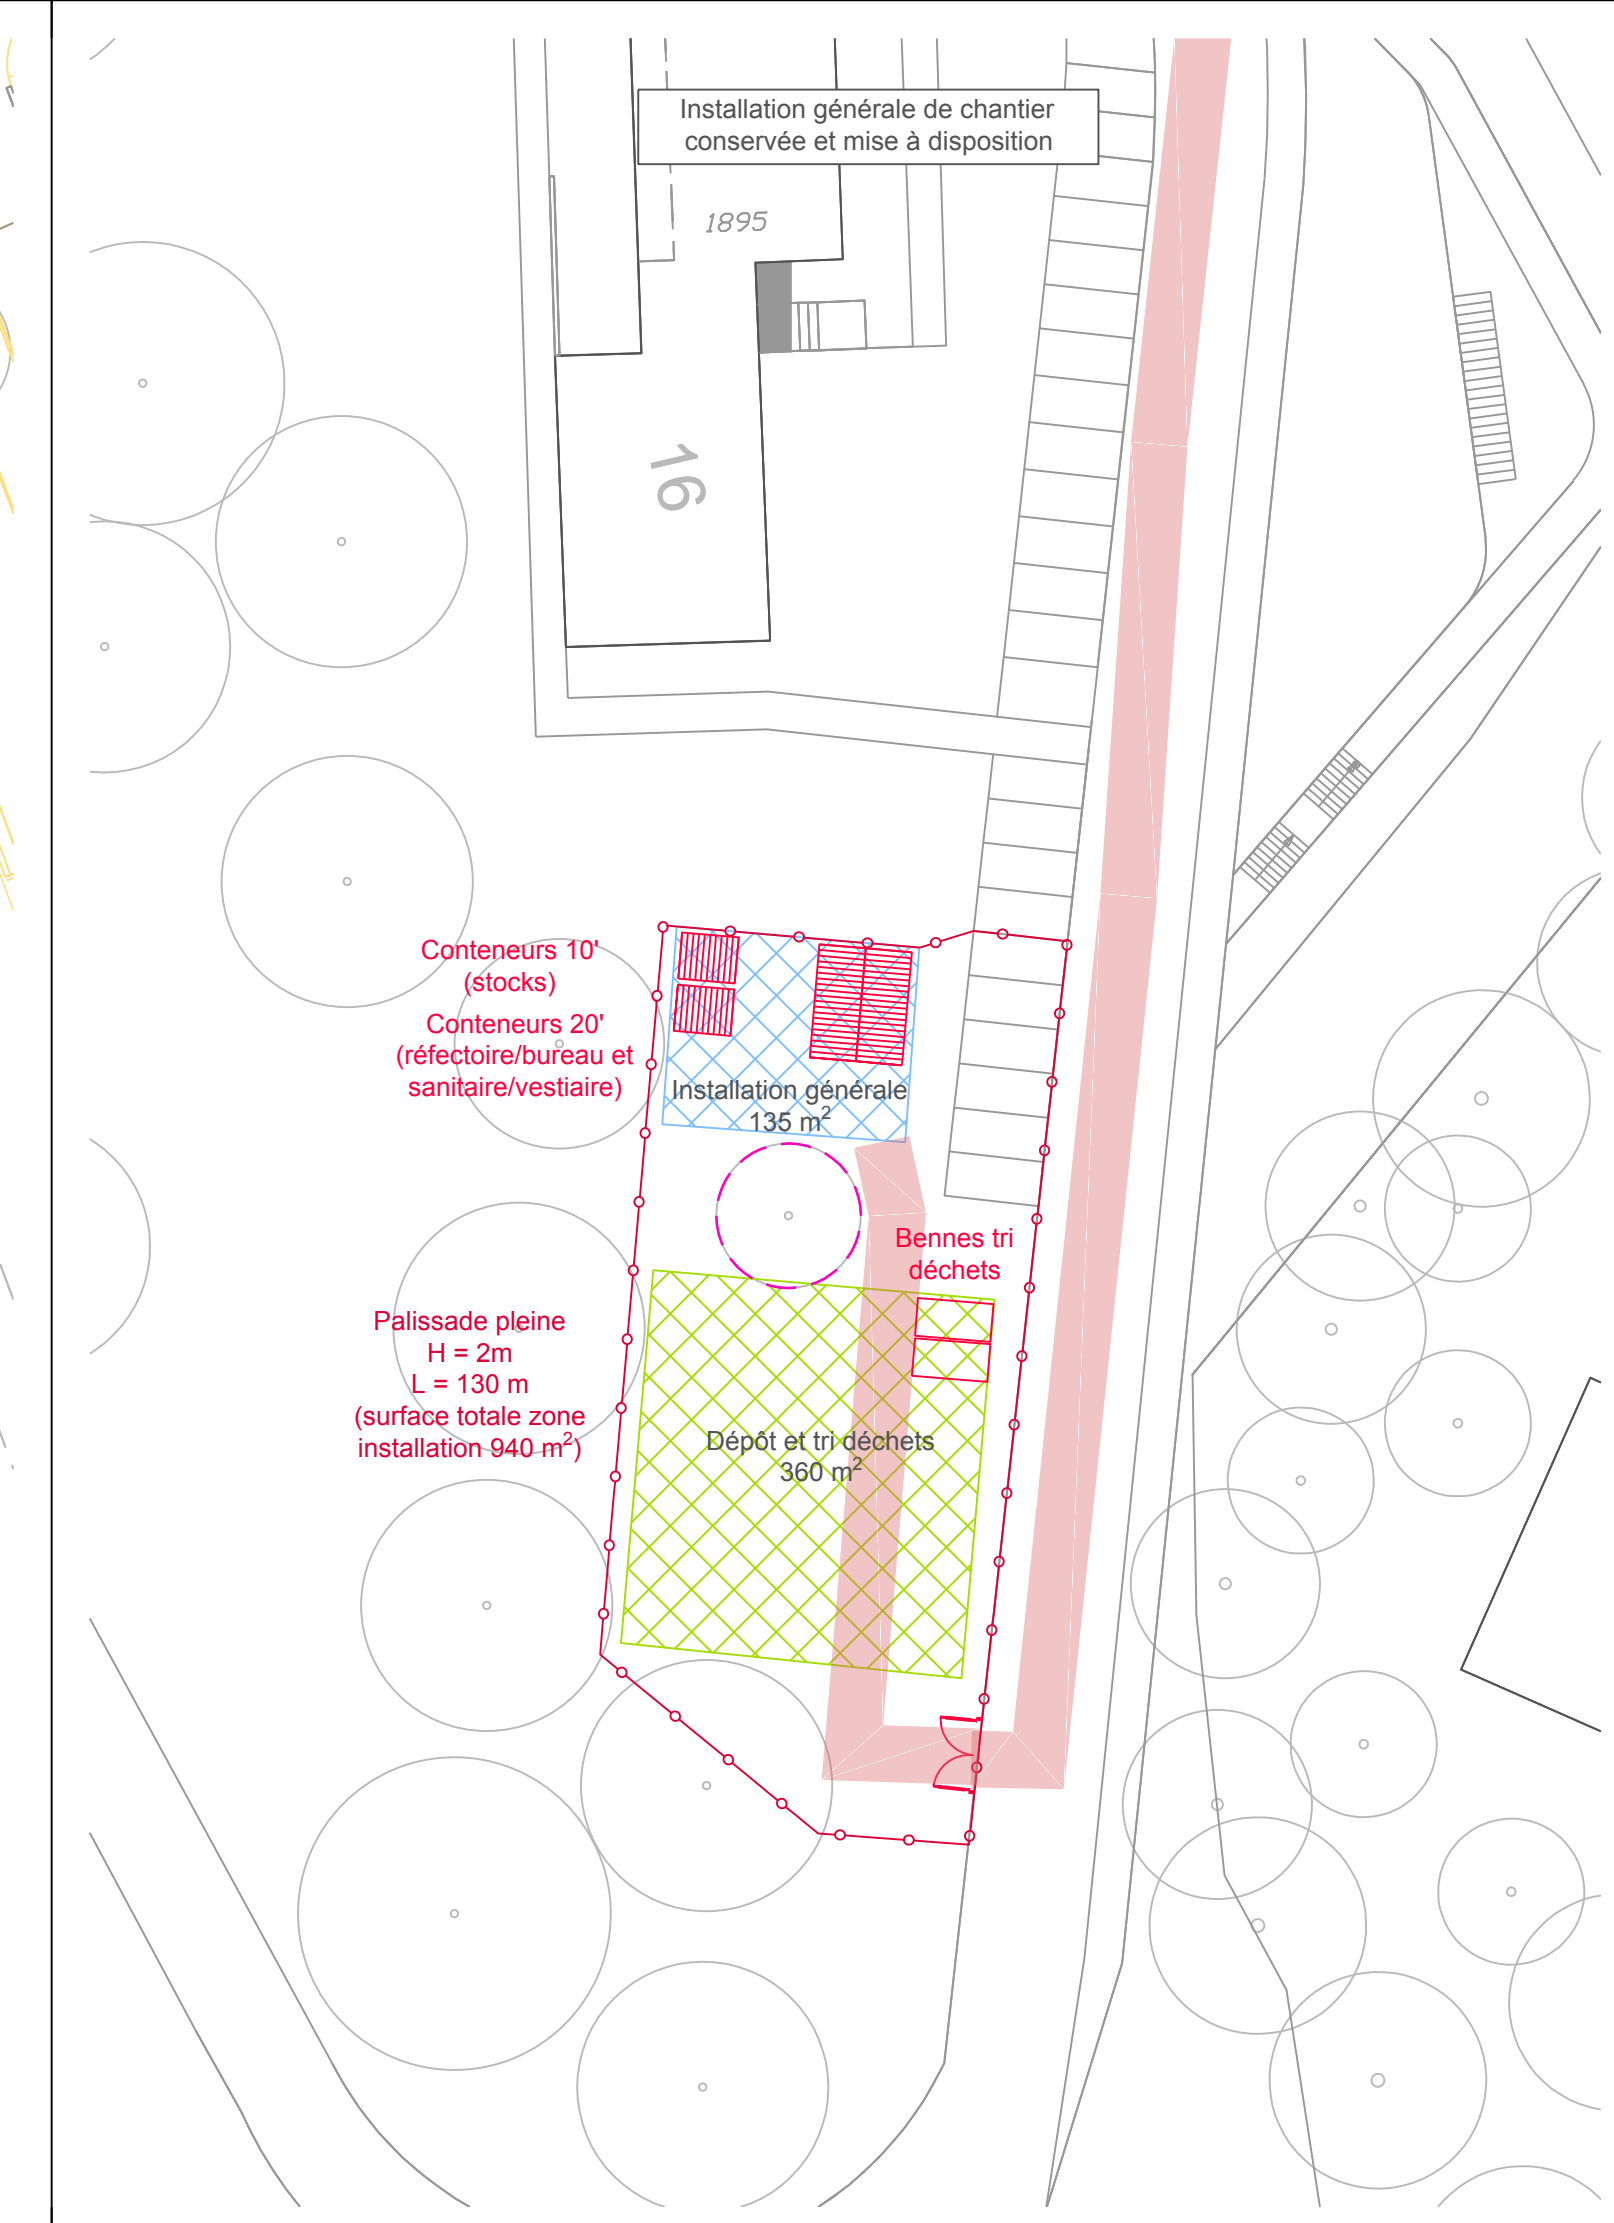 Installation générale de chantier
conservée et mise à disposition
1895
16
Conteneurs 10'
(stocks)
Conteneurs 20'
(réfectoire/bureau et
sanitaire/vestiaire)
Installation générale
135 m²
Bennes tri
déchets
Palissade pleine
H = 2m
L = 130 m
(surface totale zone
installation 940 m²)
Dépôt et tri déchets
360 m²